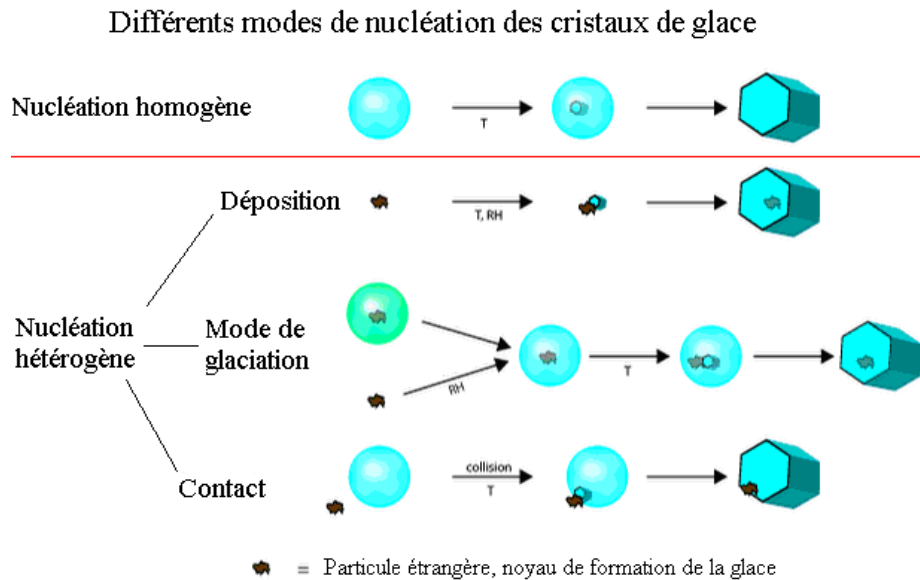 Différents modes de nucléation des cristaux de glace
Nucléation homogène
T
Déposition
T, RH
Nucléation
hétérogène
Mode de
glaciation
RH
T
Contact
collision
T
= Particule étrangère, noyau de formation de la glace